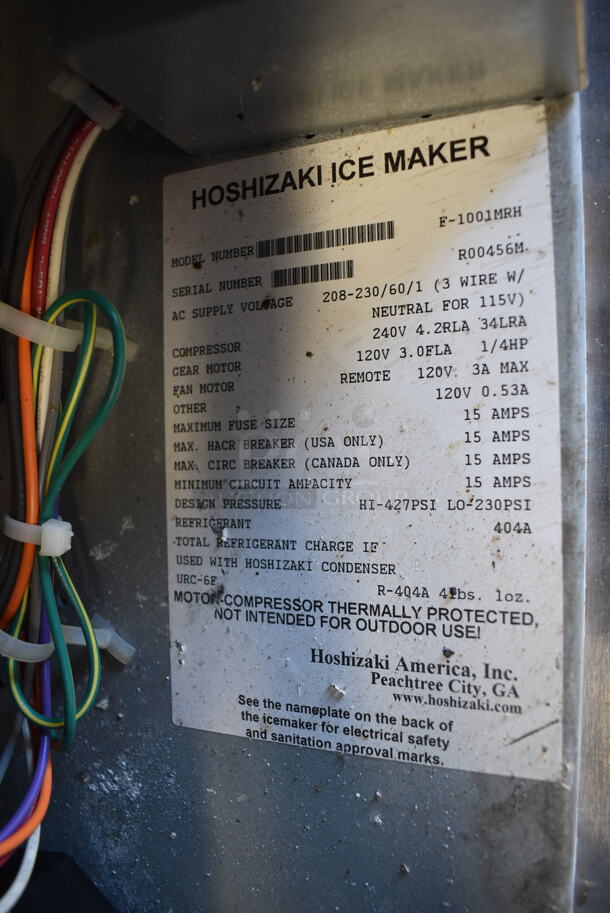 HOSHIZAKI ICE MAKER
MODEL NUMBER F-1001MRH
SERIAL NUMBER R00456M
AC SUPPLY VOLTAGE 208-230/60/1 (3 WIRE W/
NEUTRAL FOR 115V)
COMPRESSOR 240V 4.2RLA 34LRA
GEAR MOTOR 120V 3.0FLA 1/4HP
FAN MOTOR REMOTE 120V 3A MAX
OTHER 120V 0.53A
MAXIMUM FUSE SIZE 15 AMPS
MAX. HACR BREAKER (USA ONLY) 15 AMPS
MAX. CIRC BREAKER (CANADA ONLY) 15 AMPS
MINIMUM CIRCUIT AMPACITY 15 AMPS
DESIGN PRESSURE HI-427PSI LO-230PSI
REFRIGERANT 404A
TOTAL REFRIGERANT CHARGE IF
USED WITH HOSHIZAKI CONDENSER
URC-6F R-404A 4lbs. 1oz.
MOTOR-COMPRESSOR THERMALLY PROTECTED,
NOT INTENDED FOR OUTDOOR USE!
Hoshizaki America, Inc.
Peachtree City, GA
www.hoshizaki.com
See the nameplate on the back of
the icemaker for electrical safety
and sanitation approval marks.